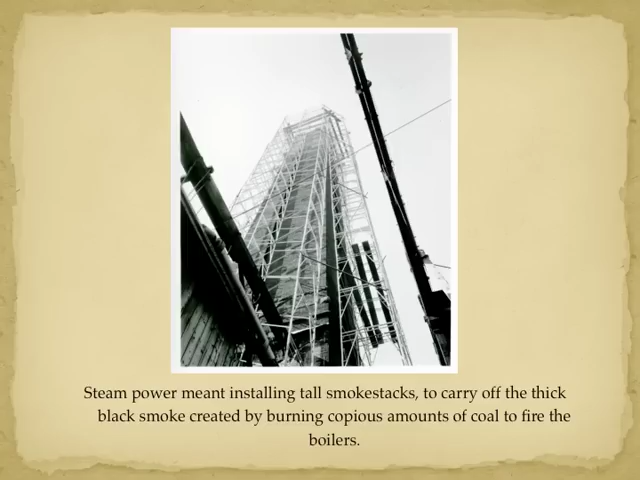 Steam power meant installing tall smokestacks, to carry off the thick
black smoke created by burning copious amounts of coal to fire the
boilers.